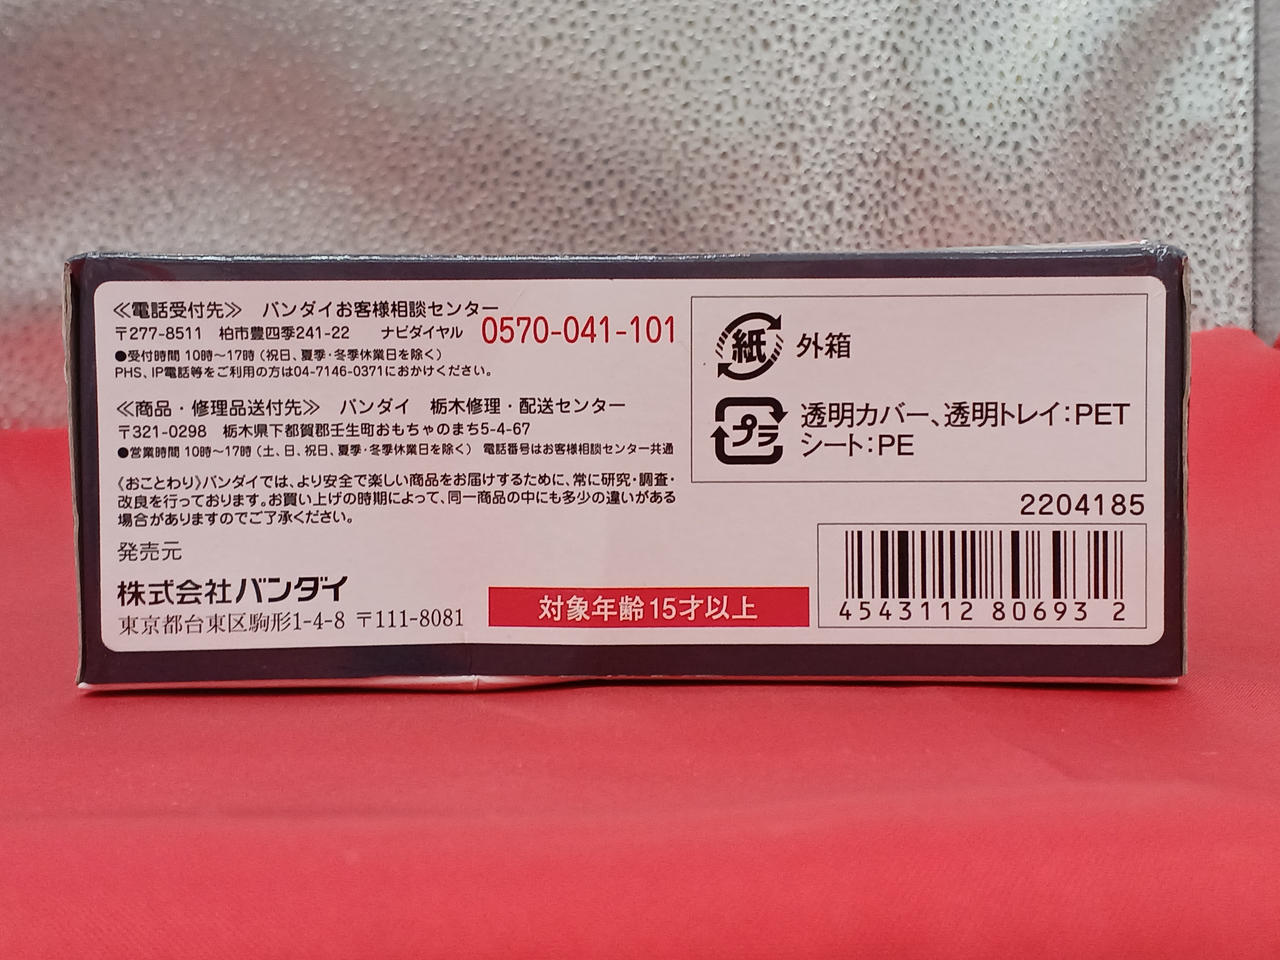 ≪電話受付先≫ バンダイお客様相談センター
〒277-8511 柏市豊四季241-22 ナビダイヤル 0570-041-101
●受付時間 10時～17時（祝日、夏季・冬季休業日を除く）
PHS、IP電話等をご利用の方は04-7146-0371におかけください。
≪商品・修理品送付先≫ バンダイ 栃木修理・配送センター
〒321-0298 栃木県下都賀郡壬生町おもちゃのまち5-4-67
●営業時間 10時～17時（土、日、祝日、夏季・冬季休業日を除く） 電話番号はお客様相談センター共通
《おことわり》バンダイでは、より安全で楽しい商品をお届けするために、常に研究・調査・
改良を行っております。お買い上げの時期によって、同一商品の中にも多少の違いがある
場合がありますのでご了承ください。
発売元
株式会社バンダイ
東京都台東区駒形1-4-8 〒111-8081
対象年齢15才以上
紙 外箱
プラ 透明カバー、透明トレイ：PET
シート：PE
2204185
4543112 80693 2